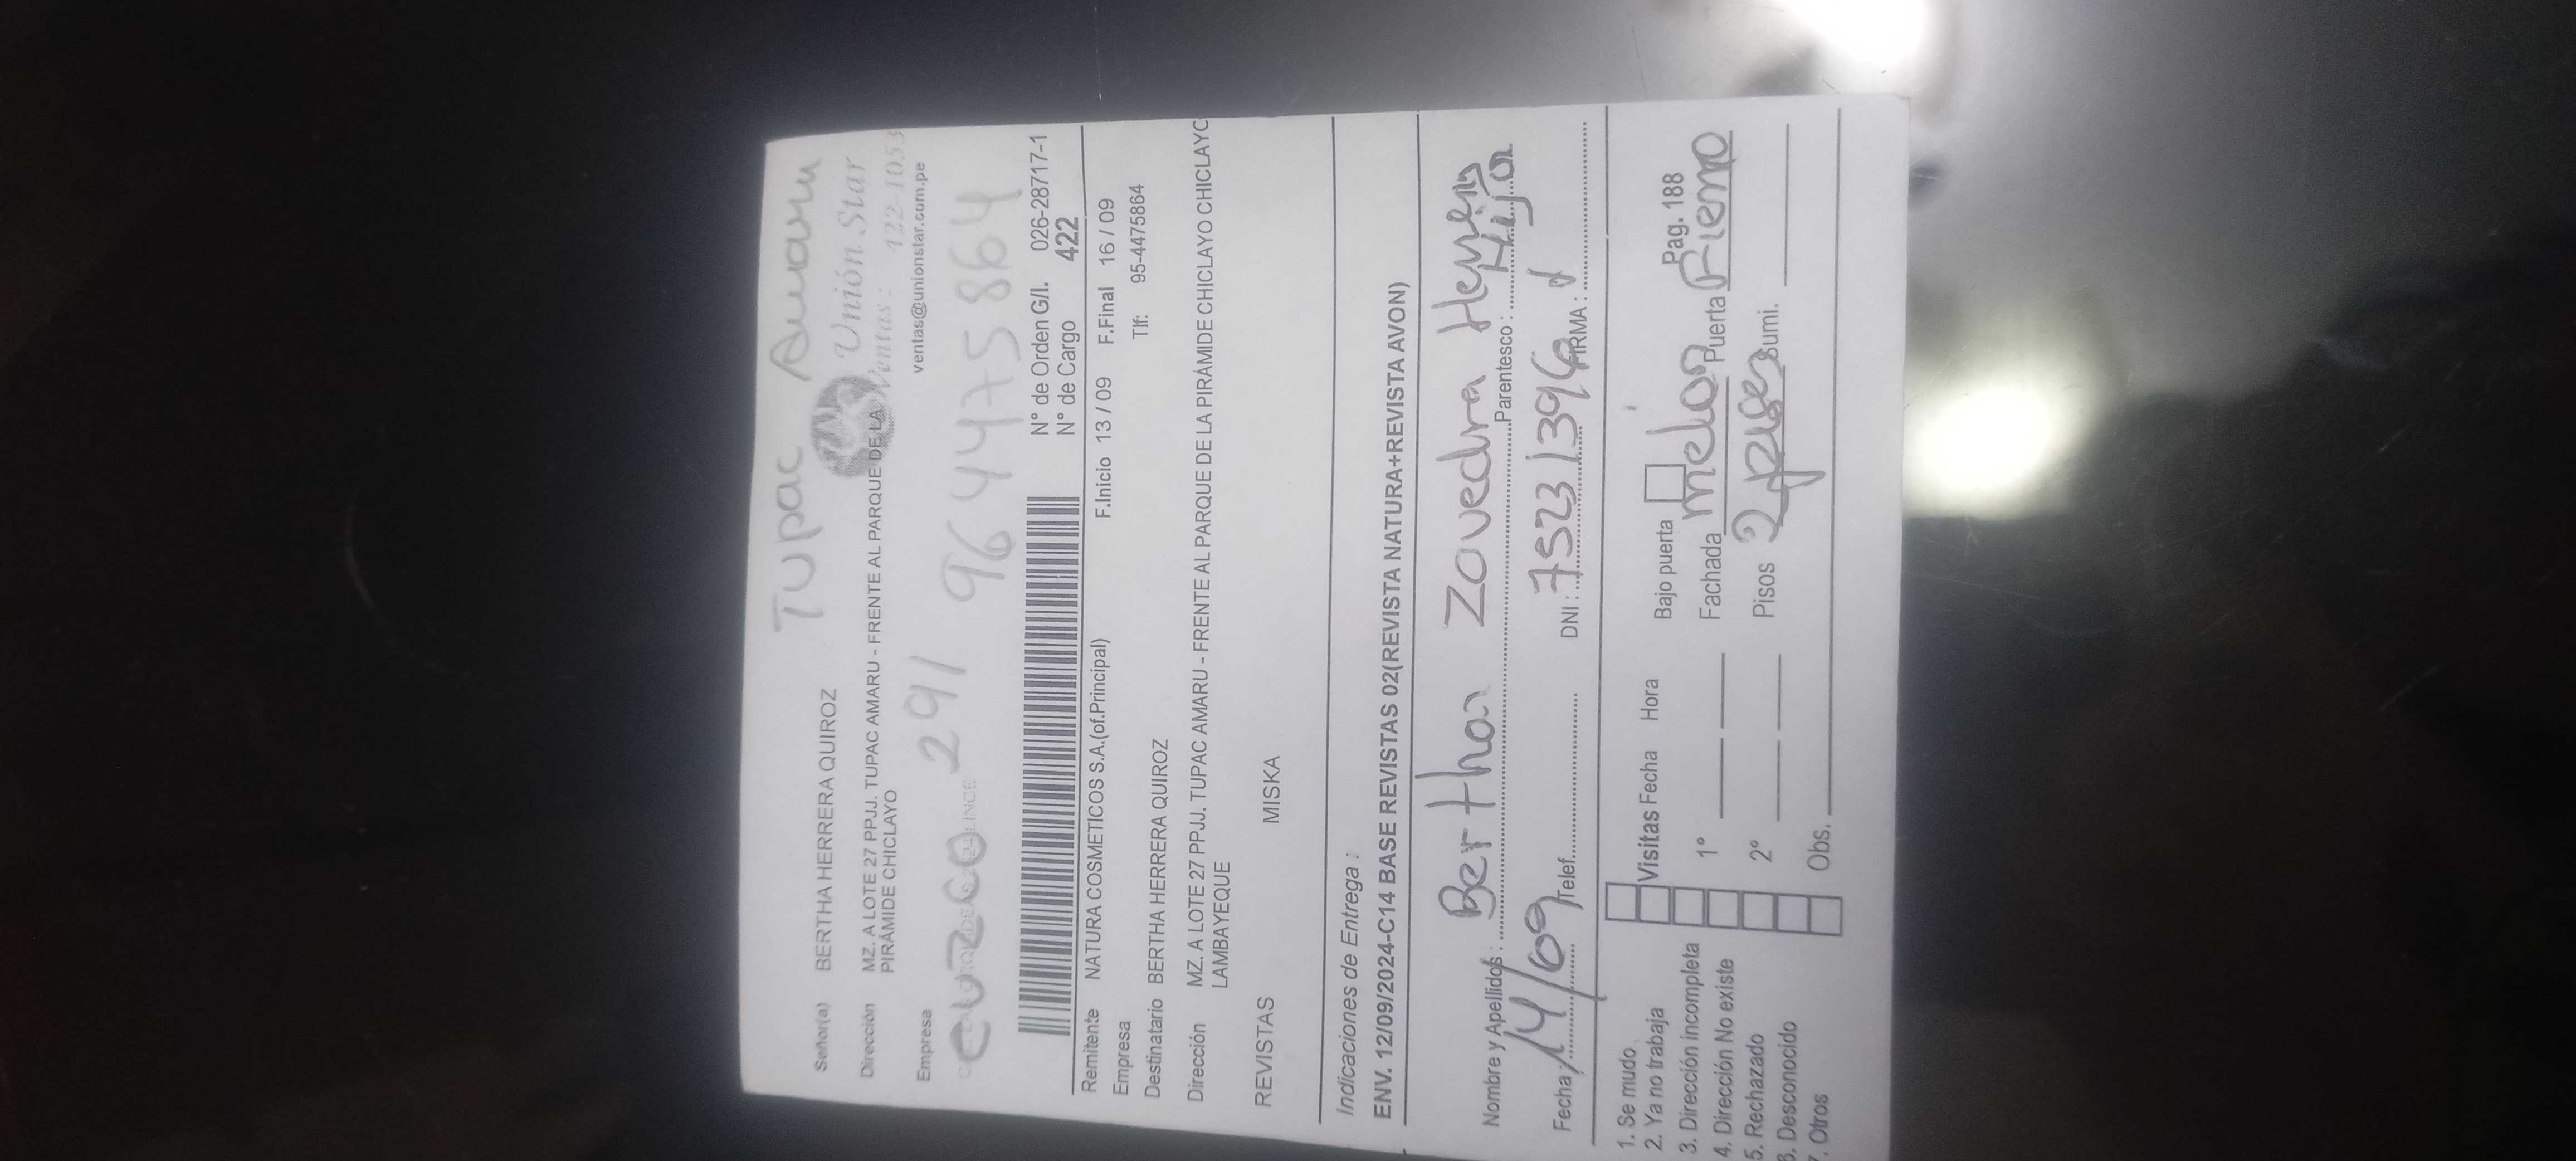 Tupac Amaru
Señor(a) BERTHA HERRERA QUIROZ
Unión Star
Ventas : 422-1053
Dirección MZ. A LOTE 27 PPJJ. TUPAC AMARU - FRENTE AL PARQUE DE LA
PIRÁMIDE CHICLAYO
ventas@unionstar.com.pe
Empresa
291 964475864
N° de Orden G/I. 026-28717-1
N° de Cargo 422
Remitente NATURA COSMETICOS S.A.(of.Principal) F.Inicio 13 / 09 F.Final 16 / 09
Empresa Tlf: 95-4475864
Destinatario BERTHA HERRERA QUIROZ
Dirección MZ. A LOTE 27 PPJJ. TUPAC AMARU - FRENTE AL PARQUE DE LA PIRÁMIDE CHICLAYO CHICLAYC
LAMBAYEQUE
REVISTAS MISKA
Indicaciones de Entrega :
ENV. 12/09/2024-C14 BASE REVISTAS 02(REVISTA NATURA+REVISTA AVON)
Nombre y Apellidos : Bertha Zavedra Parentesco : Hija
Fecha : 14/09 Telef. DNI : 75231396 FIRMA :
1. Se mudo
2. Ya no trabaja
3. Dirección incompleta
4. Dirección No existe
5. Rechazado
6. Desconocido
7. Otros
Visitas Fecha Hora
1°
2°
Obs.
Bajo puerta Pag. 188
Fachada melon Puerta Fierro
Pisos 2 pisos Sumi.